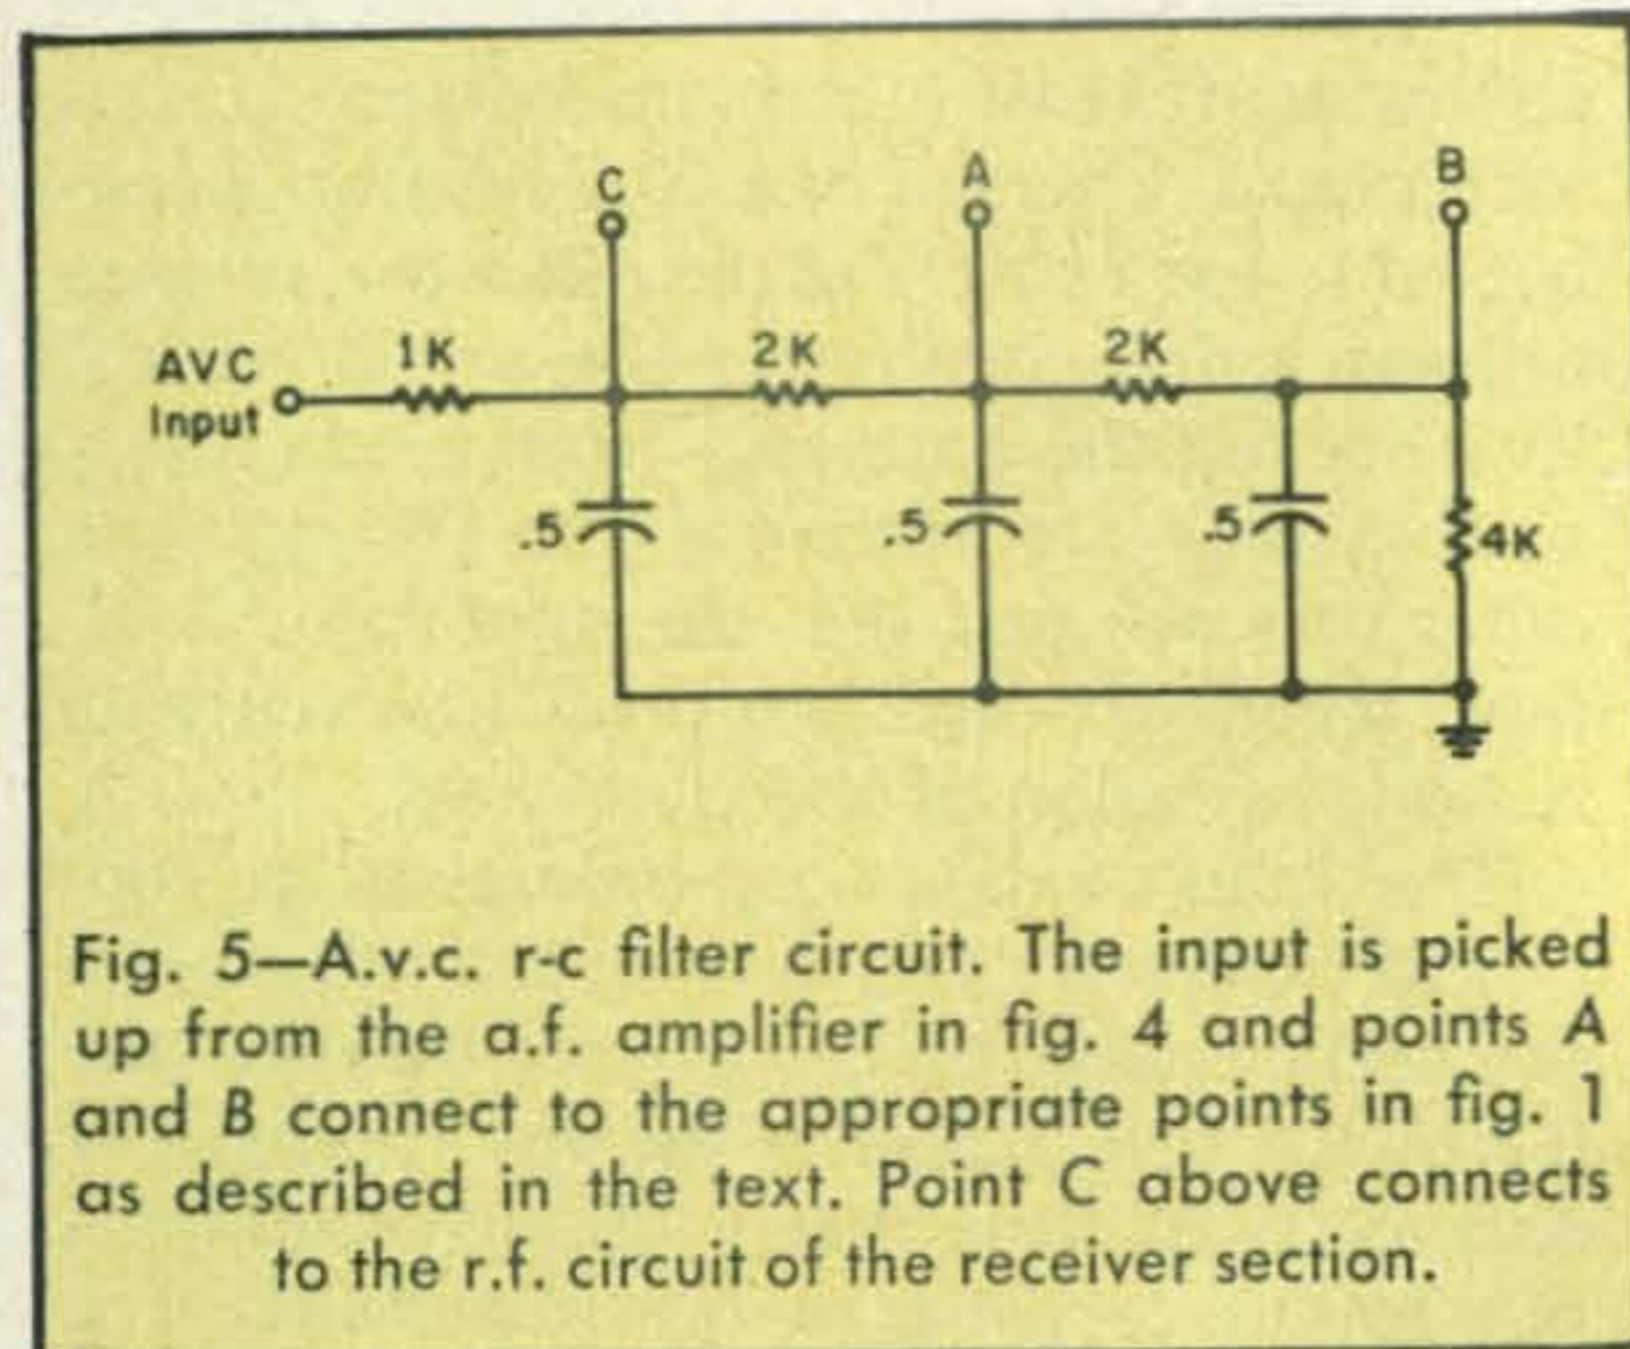 C
A
B
AVC
Input
1K
2K
2K
.5
.5
.5
4K
Fig. 5—A.v.c. r-c filter circuit. The input is picked
up from the a.f. amplifier in fig. 4 and points A
and B connect to the appropriate points in fig. 1
as described in the text. Point C above connects
to the r.f. circuit of the receiver section.